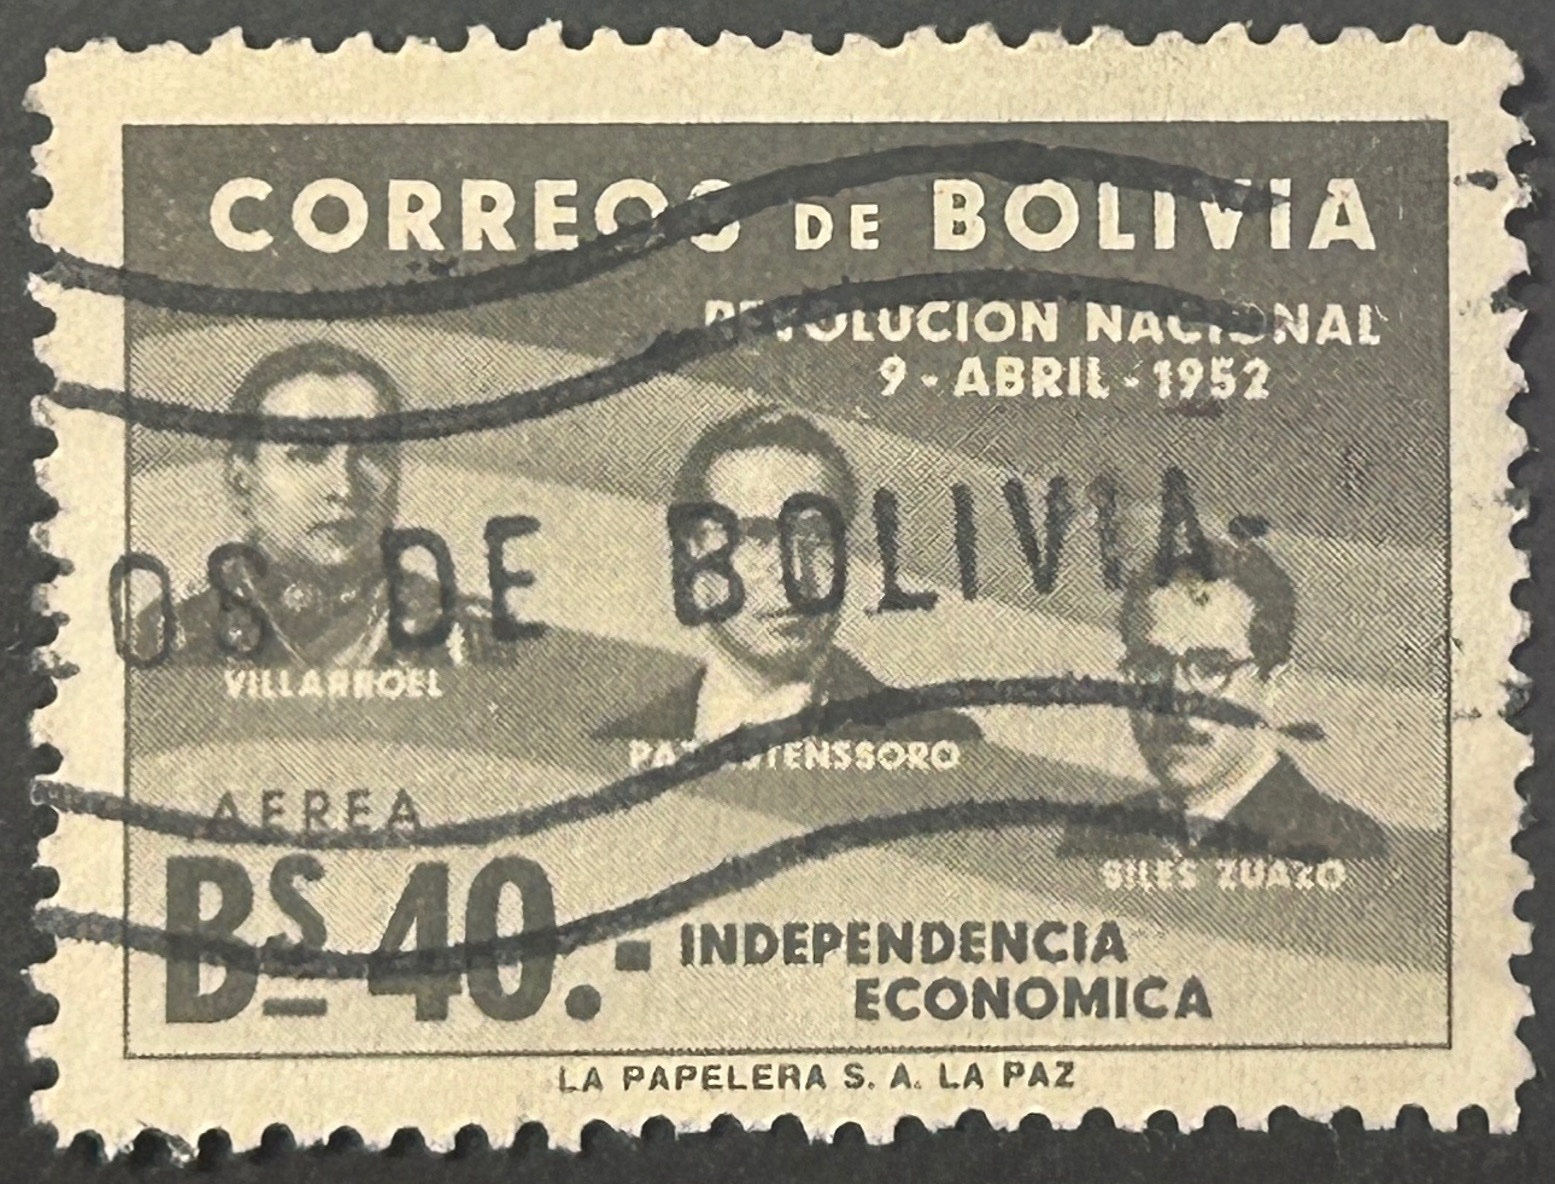 CORREOS DE BOLIVIA
REVOLUCION NACIONAL
9 - ABRIL - 1952
OS DE BOLIVIA.
VILLARROEL
PAZ ESTENSSORO
SILES ZUAZO
AEREA
Bs 40.-
INDEPENDENCIA
ECONOMICA
LA PAPELERA S. A. LA PAZ